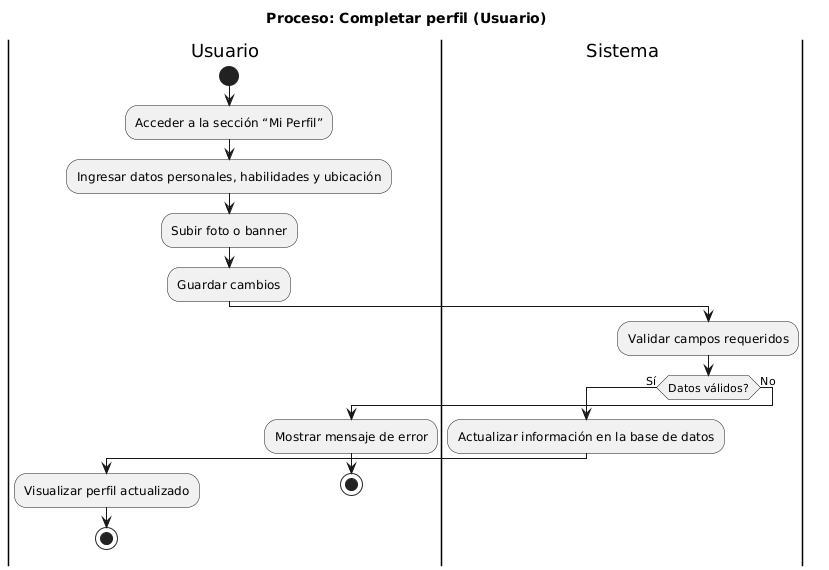 Proceso: Completar perfil (Usuario)
Usuario
Sistema
Acceder a la sección “Mi Perfil”
Ingresar datos personales, habilidades y ubicación
Subir foto o banner
Guardar cambios
Validar campos requeridos
Sí
Datos válidos?
No
Mostrar mensaje de error
Actualizar información en la base de datos
Visualizar perfil actualizado